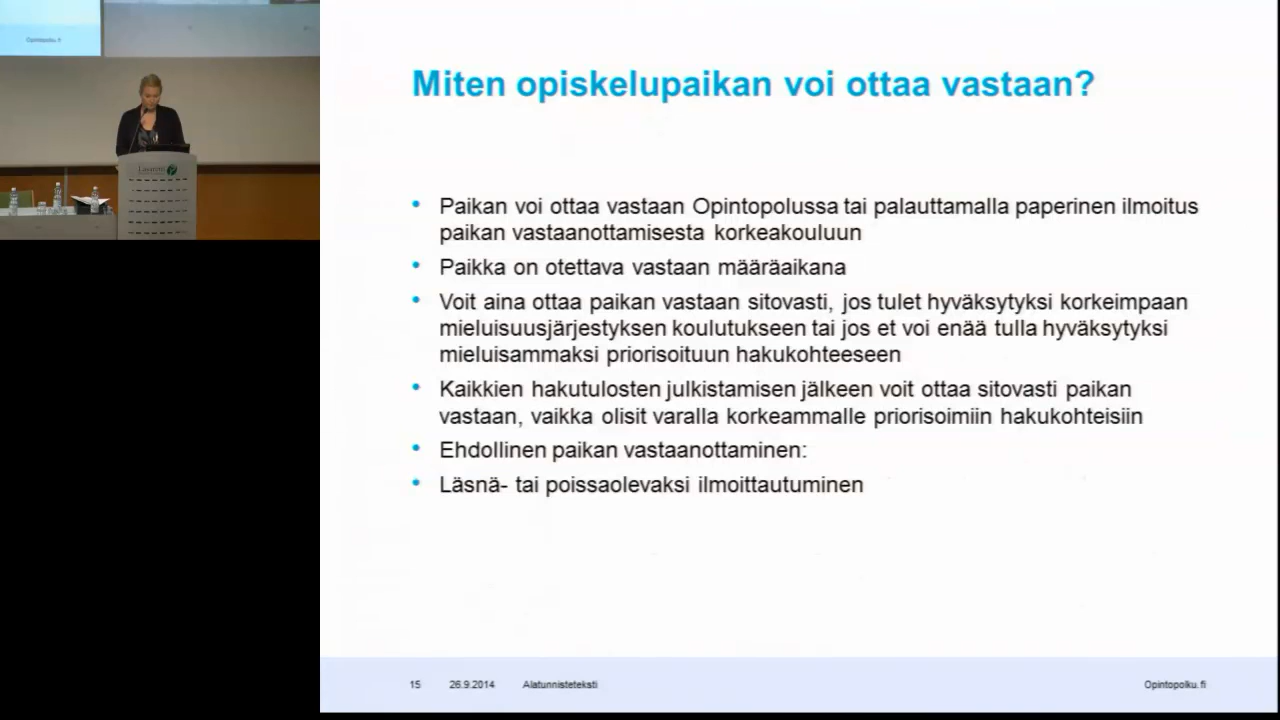 Opintopolku.fi
Laurea
Miten opiskelupaikan voi ottaa vastaan?
• Paikan voi ottaa vastaan Opintopolussa tai palauttamalla paperinen ilmoitus
paikan vastaanottamisesta korkeakouluun
• Paikka on otettava vastaan määräaikana
• Voit aina ottaa paikan vastaan sitovasti, jos tulet hyväksytyksi korkeimpaan
mieluisuusjärjestyksen koulutukseen tai jos et voi enää tulla hyväksytyksi
mieluisammaksi priorisoituun hakukohteeseen
• Kaikkien hakutulosten julkistamisen jälkeen voit ottaa sitovasti paikan
vastaan, vaikka olisit varalla korkeammalle priorisoimiin hakukohteisiin
• Ehdollinen paikan vastaanottaminen:
• Läsnä- tai poissaolevaksi ilmoittautuminen
15 26.9.2014 Alatunnisteteksti Opintopolku.fi